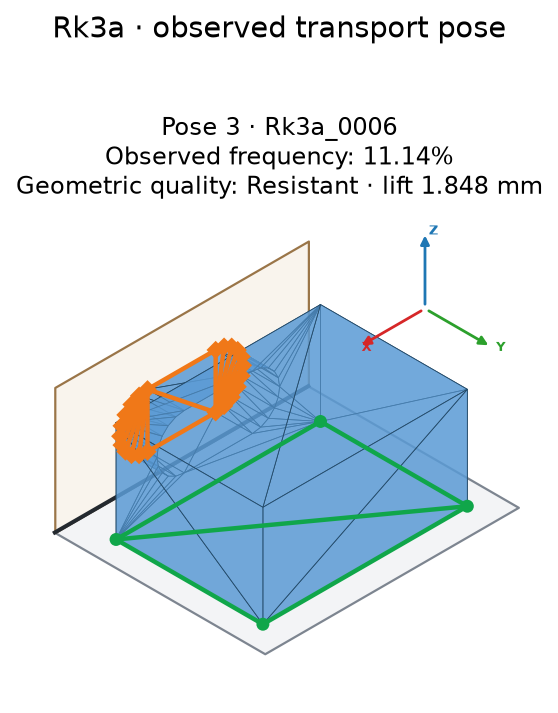 Rk3a · observed transport pose
Pose 3 · Rk3a_0006
Observed frequency: 11.14%
Geometric quality: Resistant · lift 1.848 mm
Z
X
Y